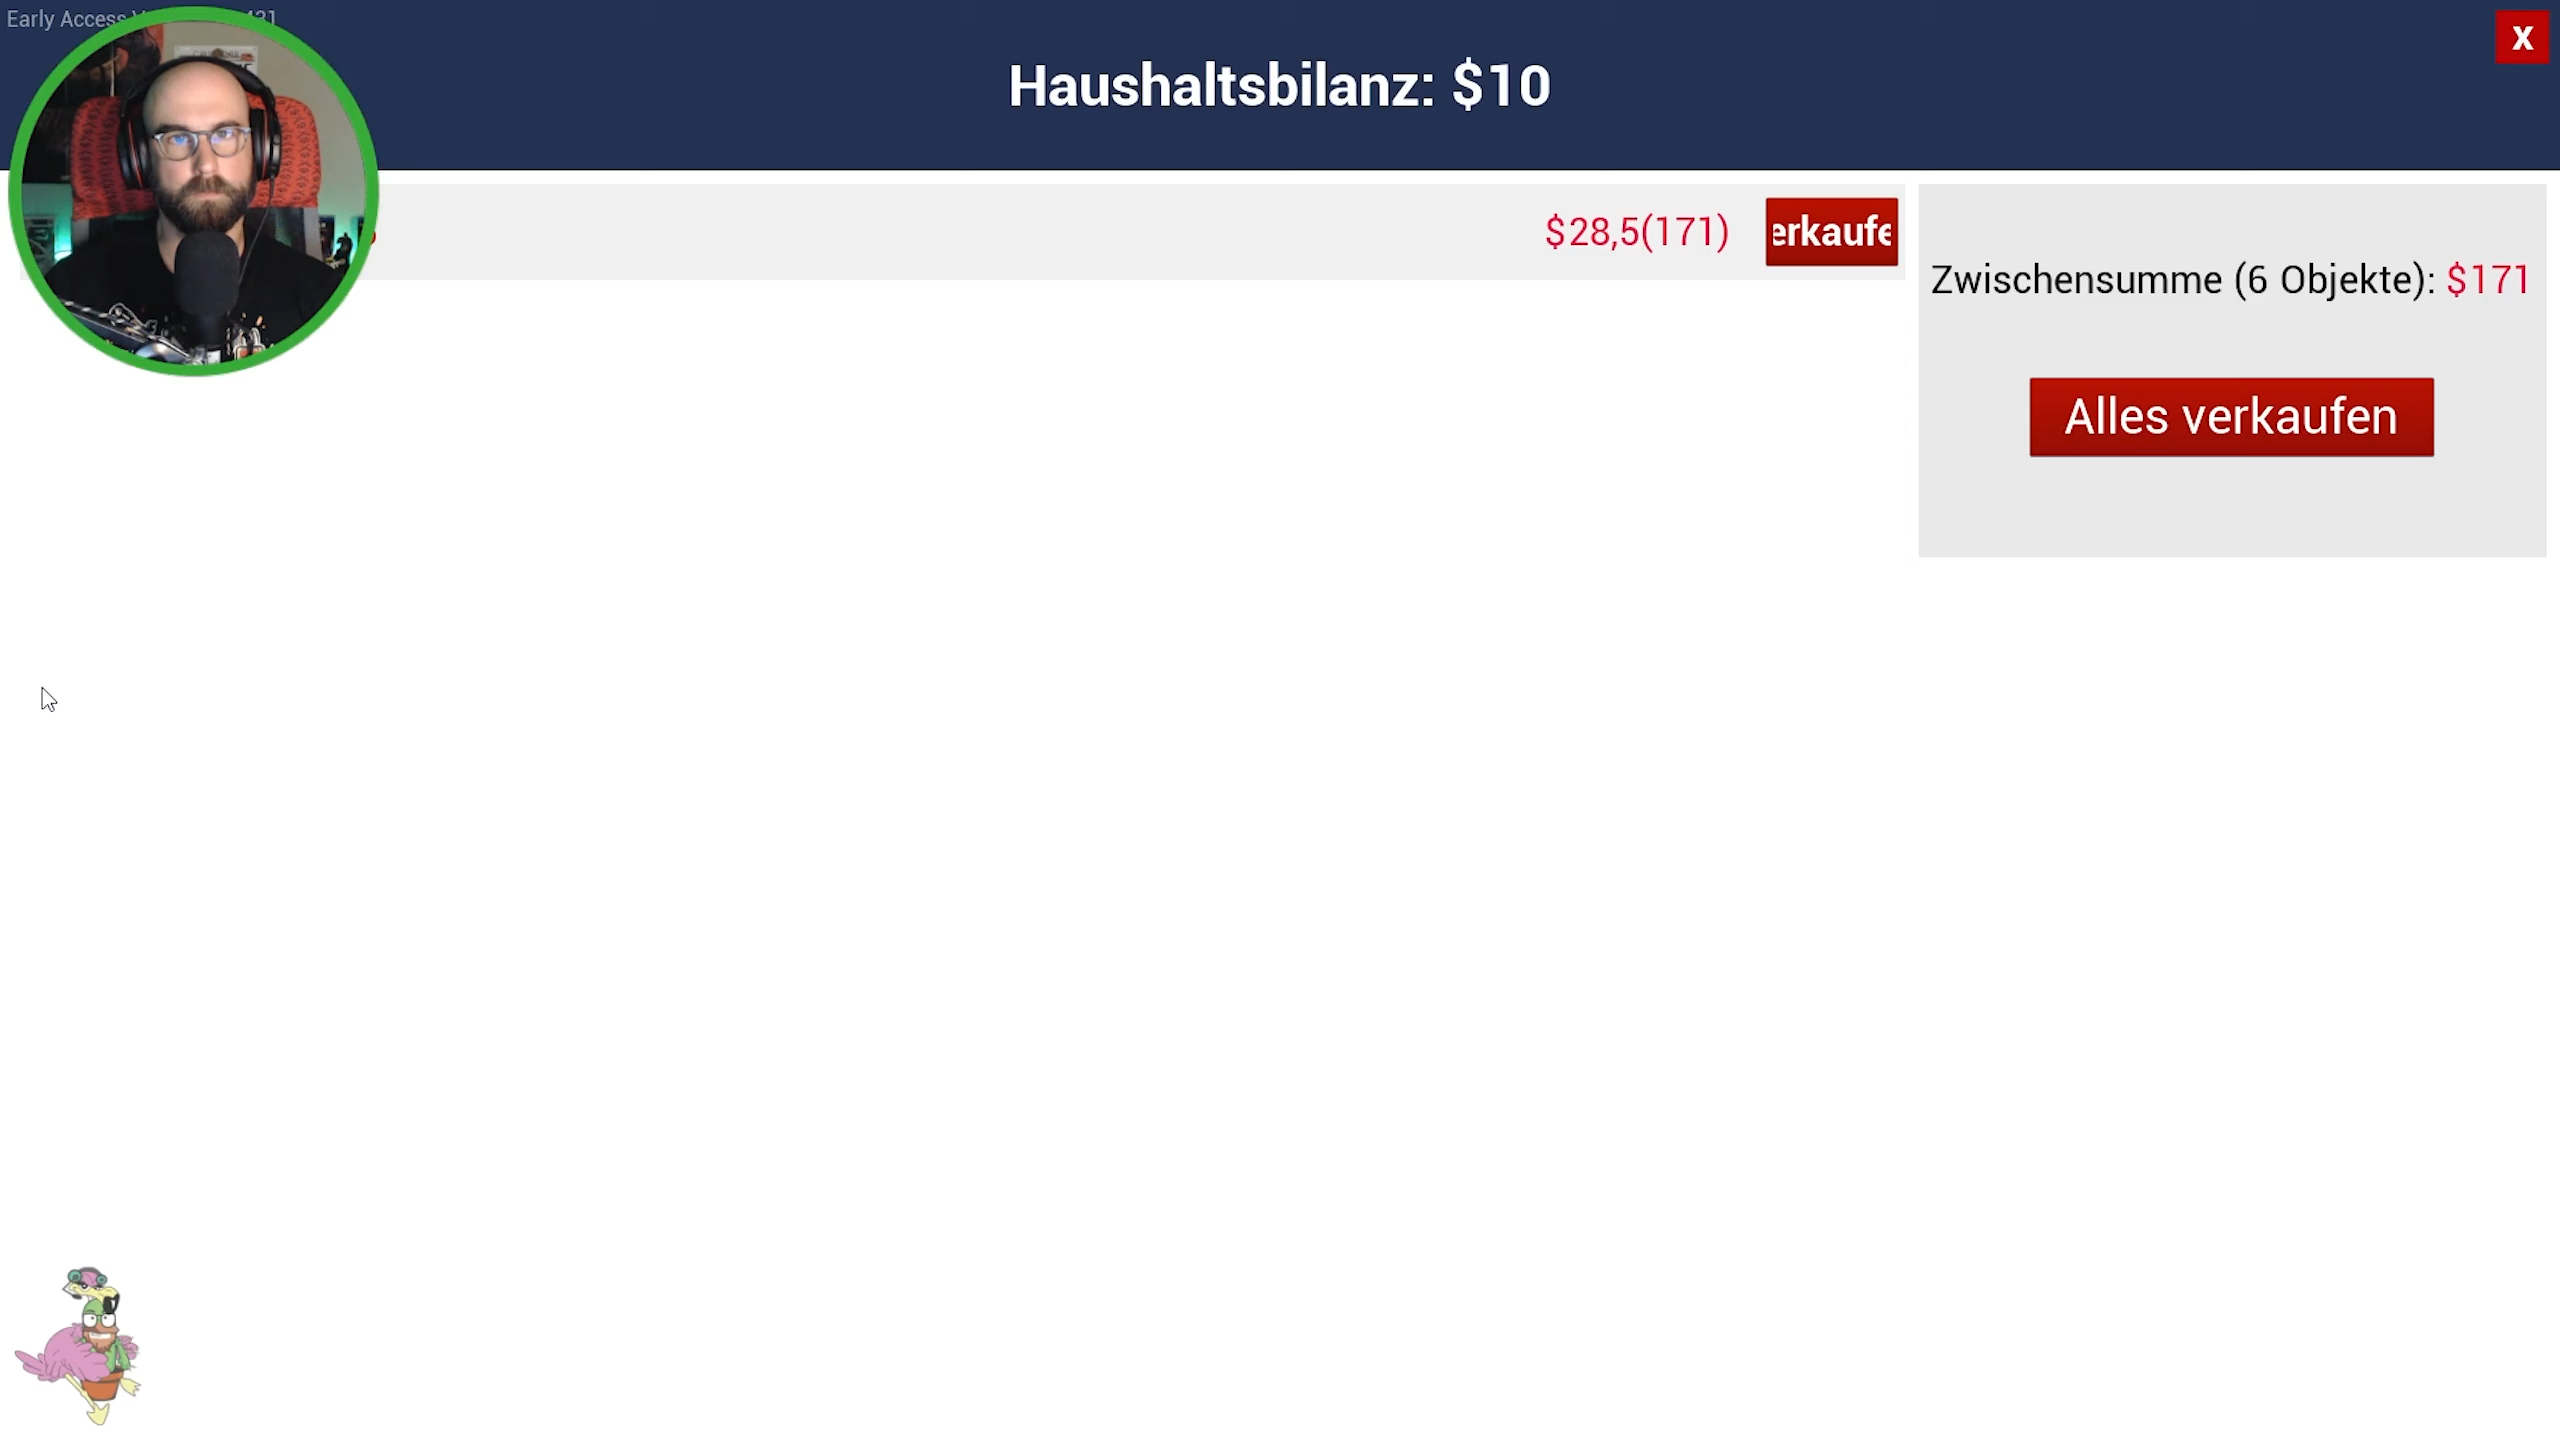 Early Access
Haushaltsbilanz: $10
X
$28,5(171)
erkaufe
Zwischensumme (6 Objekte): $171
Alles verkaufen